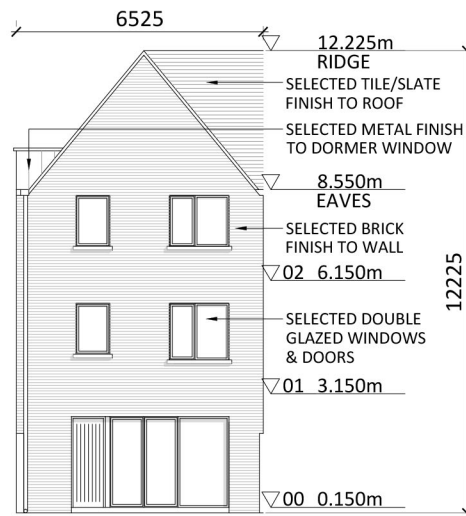 6525
12.225m
RIDGE
SELECTED TILE/SLATE
FINISH TO ROOF
SELECTED METAL FINISH
TO DORMER WINDOW
8.550m
EAVES
SELECTED BRICK
FINISH TO WALL
02 6.150m
12225
SELECTED DOUBLE
GLAZED WINDOWS
& DOORS
01 3.150m
00 0.150m